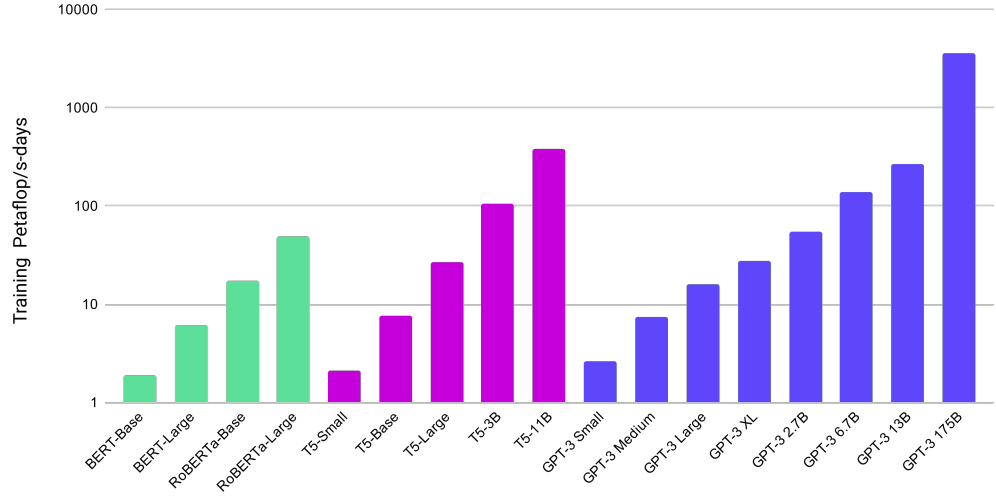 10000
1000
100
10
1
Training Petaflop/s-days
BERT-Base
BERT-Large
RoBERTa-Base
RoBERTa-Large
T5-Small
T5-Base
T5-Large
T5-3B
T5-11B
GPT-3 Small
GPT-3 Medium
GPT-3 Large
GPT-3 XL
GPT-3 2.7B
GPT-3 6.7B
GPT-3 13B
GPT-3 175B